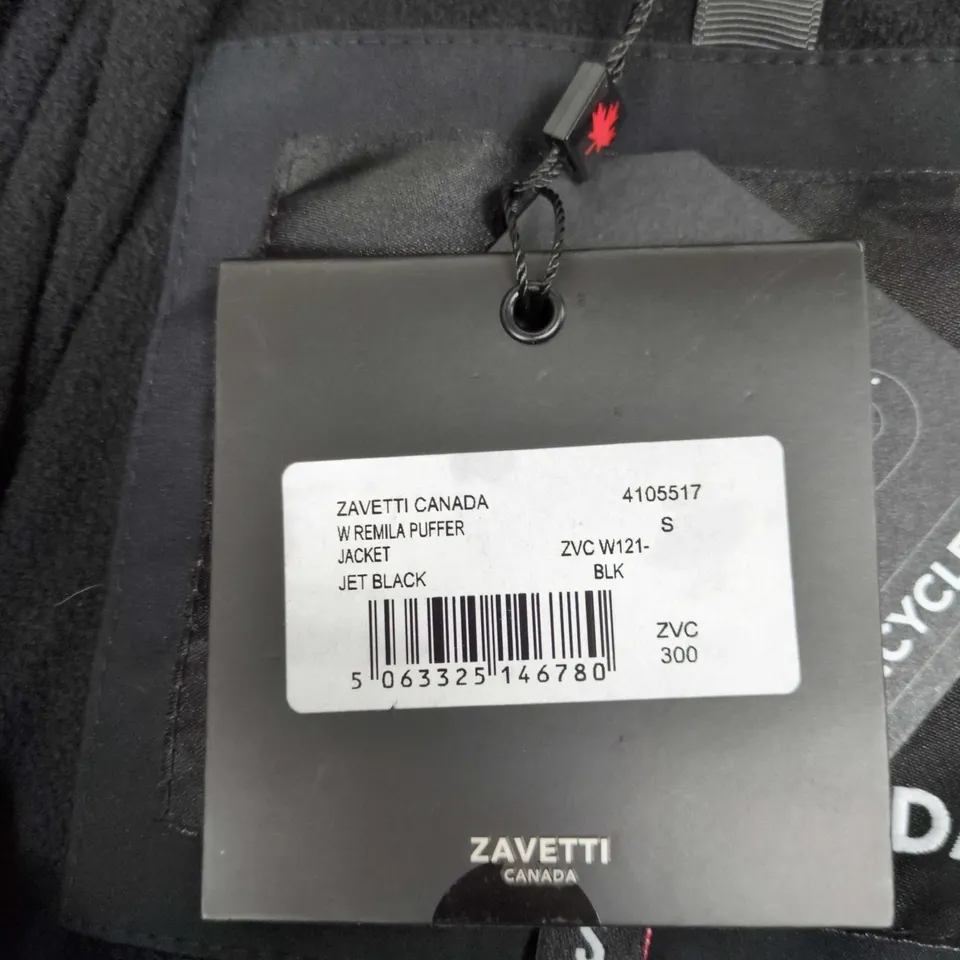 ZAVETTI CANADA 4105517
W REMILA PUFFER S
JACKET ZVC W121-
JET BLACK BLK
ZVC
300
5 063325 146780
ZAVETTI
CANADA